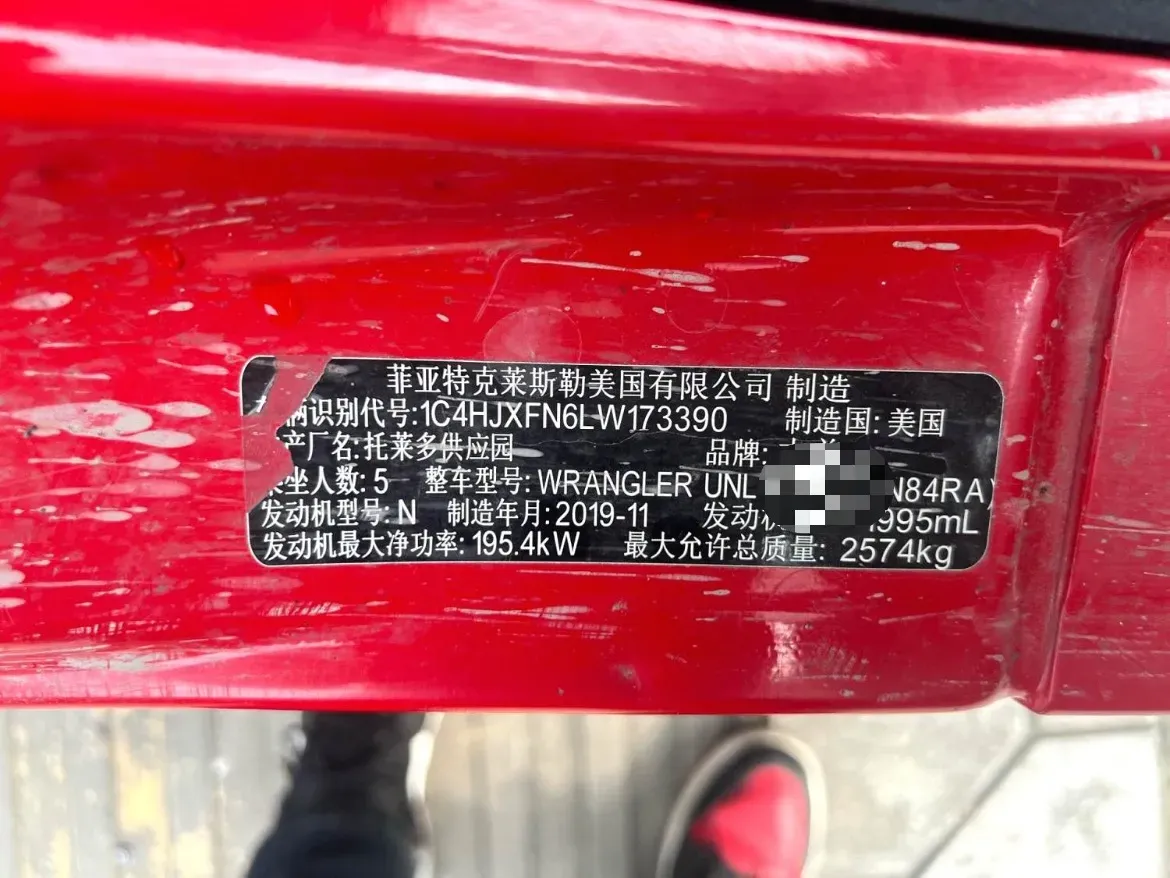 菲亚特克莱斯勒美国有限公司 制造
辆识别代号:1C4HJXFN6LW173390 制造国:美国
产厂名:托莱多供应园 品牌:
坐人数:5 整车型号:WRANGLER UNL N84RA)
发动机型号:N 制造年月:2019-11 发动机 1995mL
发动机最大净功率:195.4kW 最大允许总质量:2574kg